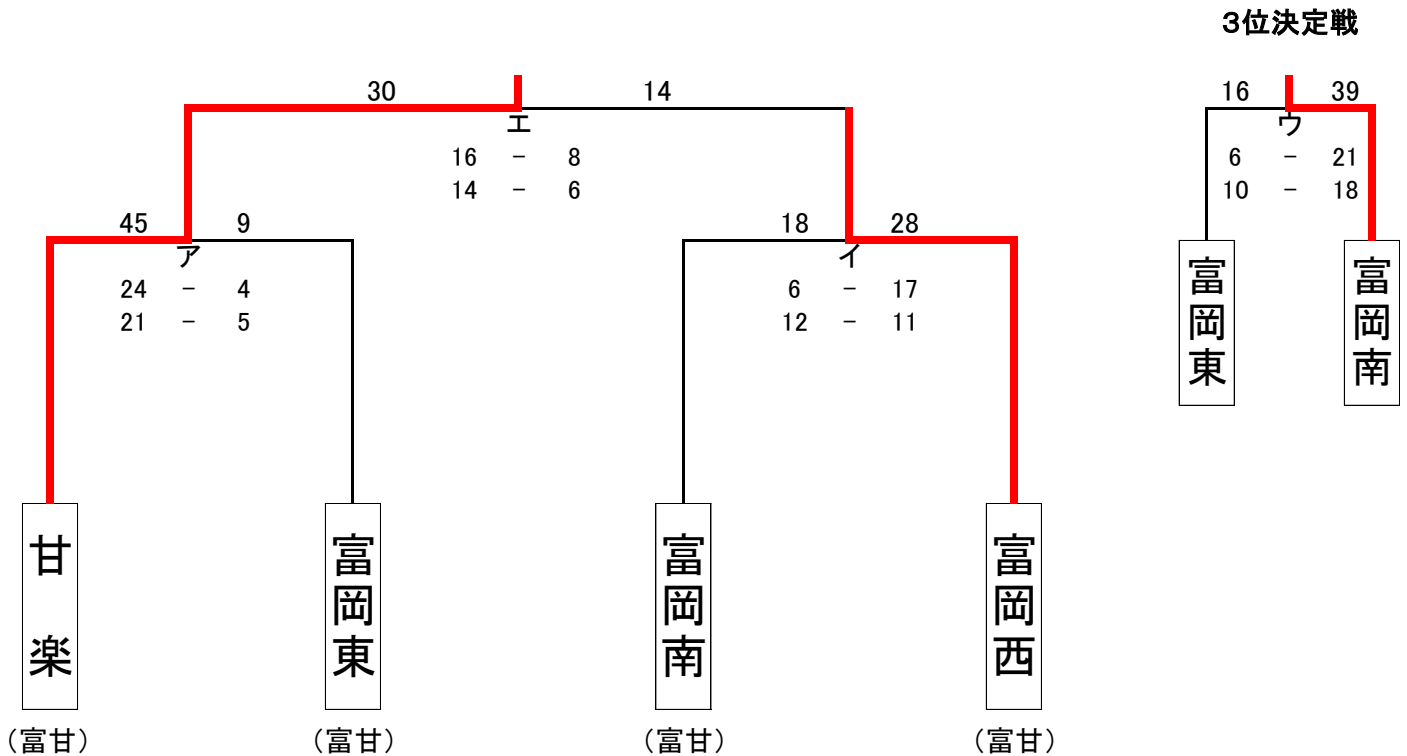 3位決定戦
30 14
16 39
エ
ウ
16 - 8
6 - 21
14 - 6
10 - 18
45 9
18 28
ア
イ
24 - 4
6 - 17
21 - 5
12 - 11
富岡東
富岡南
甘楽
富岡東
富岡南
富岡西
（富甘） （富甘） （富甘） （富甘）